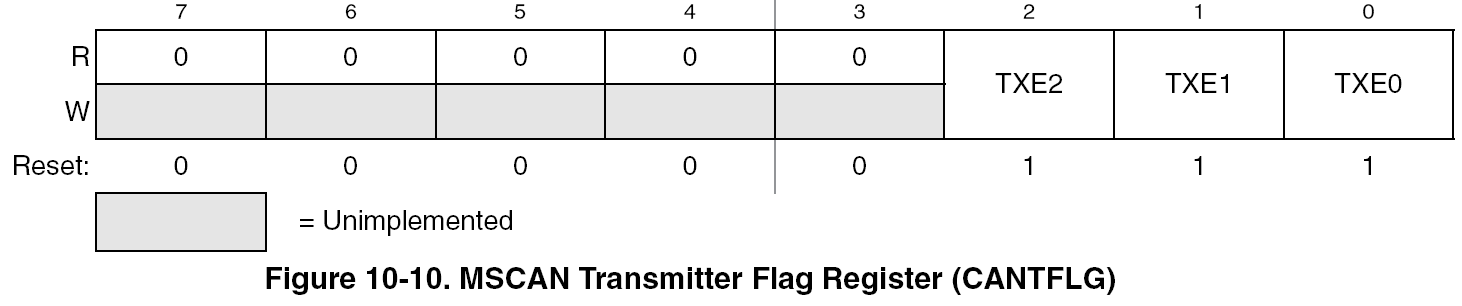 7 6 5 4 3 2 1 0
R 0 0 0 0 0 TXE2 TXE1 TXE0
W
Reset: 0 0 0 0 0 1 1 1
= Unimplemented
Figure 10-10. MSCAN Transmitter Flag Register (CANTFLG)